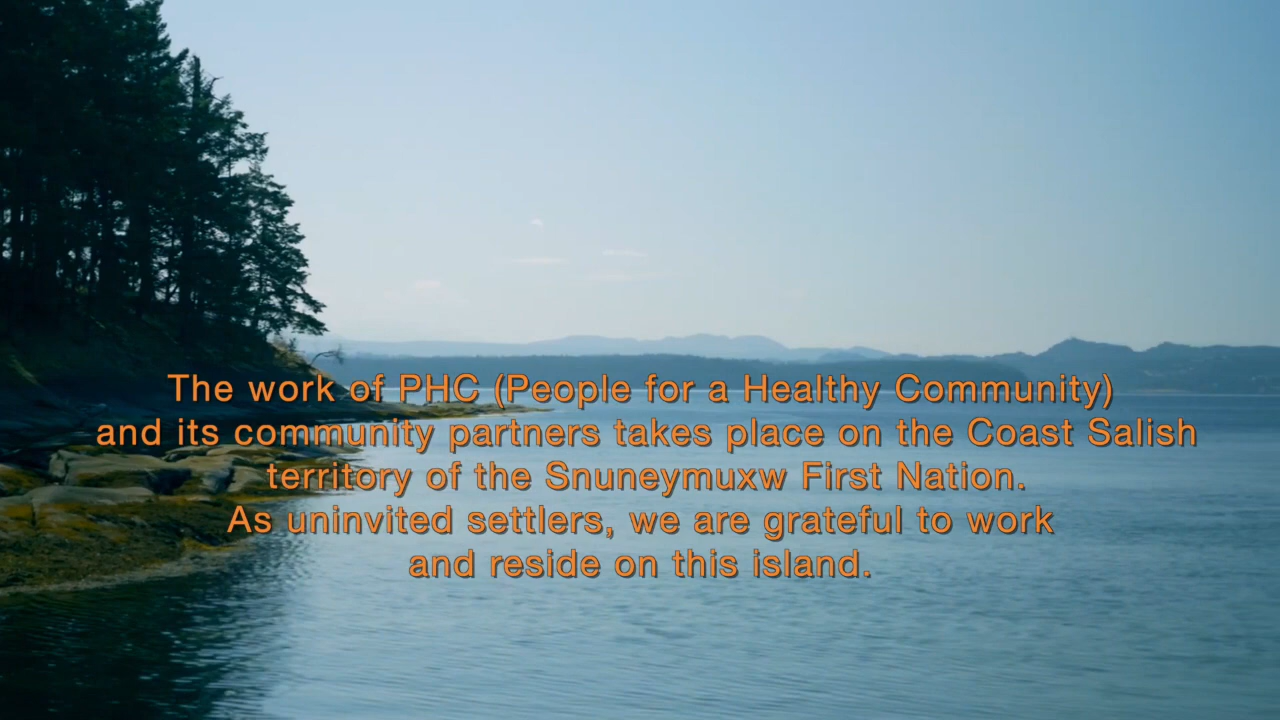 The work of PHC (People for a Healthy Community)
and its community partners takes place on the Coast Salish
territory of the Snuneymuxw First Nation.
As uninvited settlers, we are grateful to work
and reside on this island.